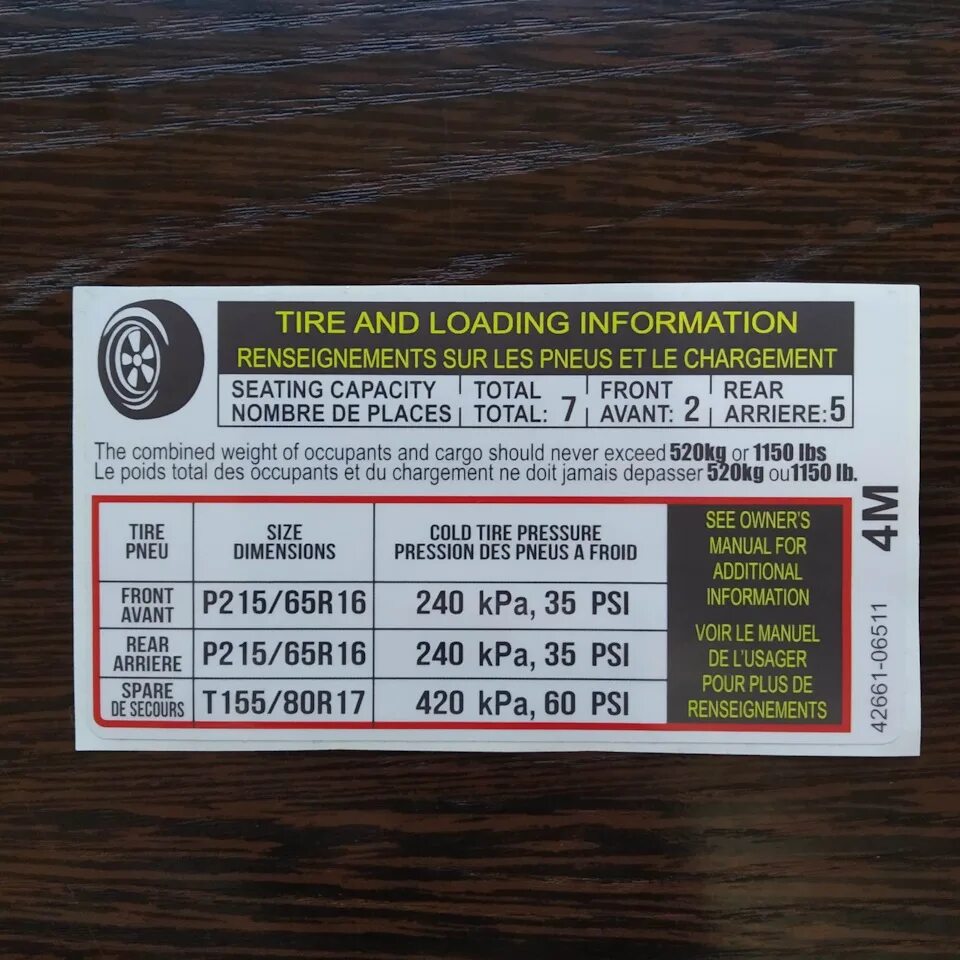 TIRE AND LOADING INFORMATION
RENSEIGNEMENTS SUR LES PNEUS ET LE CHARGEMENT
SEATING CAPACITY TOTAL FRONT REAR
NOMBRE DE PLACES TOTAL: 7 AVANT: 2 ARRIERE: 5
The combined weight of occupants and cargo should never exceed 520kg or 1150 lbs
Le poids total des occupants et du chargement ne doit jamais depasser 520kg ou 1150 lb.
TIRE
PNEU
SIZE
DIMENSIONS
COLD TIRE PRESSURE
PRESSION DES PNEUS A FROID
FRONT
AVANT
P215/65R16
240 kPa, 35 PSI
REAR
ARRIERE
P215/65R16
240 kPa, 35 PSI
SPARE
DE SECOURS
T155/80R17
420 kPa, 60 PSI
SEE OWNER'S
MANUAL FOR
ADDITIONAL
INFORMATION
VOIR LE MANUEL
DE L'USAGER
POUR PLUS DE
RENSEIGNEMENTS
4M
42661-06511